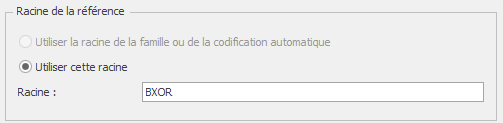 Racine de la référence
Utiliser la racine de la famille ou de la codification automatique
Utiliser cette racine
Racine : BXOR